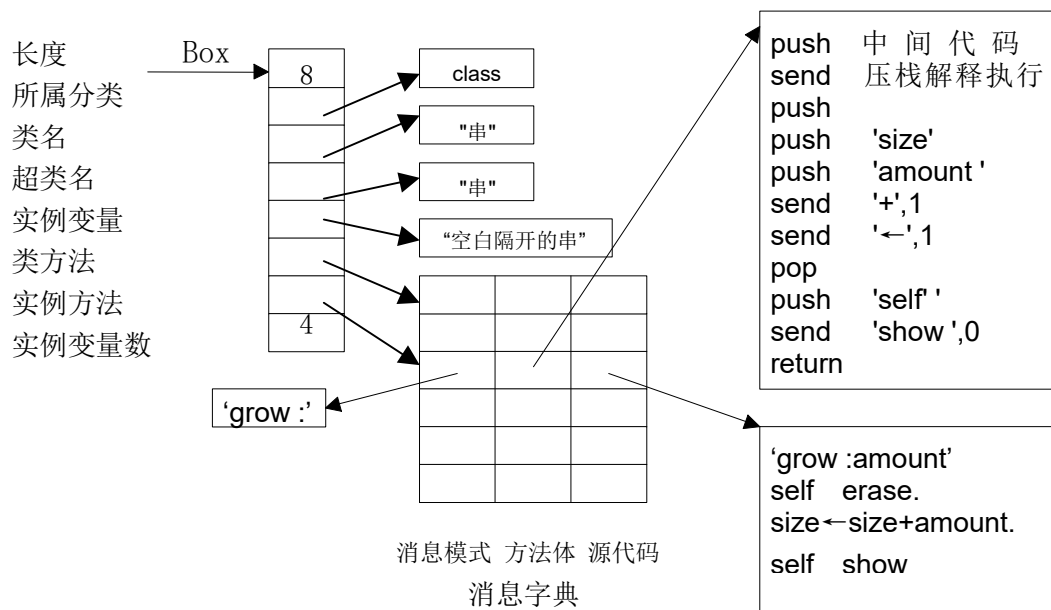 长度
所属分类
类名
超类名
实例变量
类方法
实例方法
实例变量数
Box
8
4
class
"串"
"串"
“空白隔开的串”
‘grow :’
消息模式 方法体 源代码
消息字典
push 中 间 代 码
send 压栈解释执行
push
push 'size'
push 'amount '
send '+',1
send '←',1
pop
push 'self' '
send 'show ',0
return
‘grow :amount’
self erase.
size←size+amount.
self show